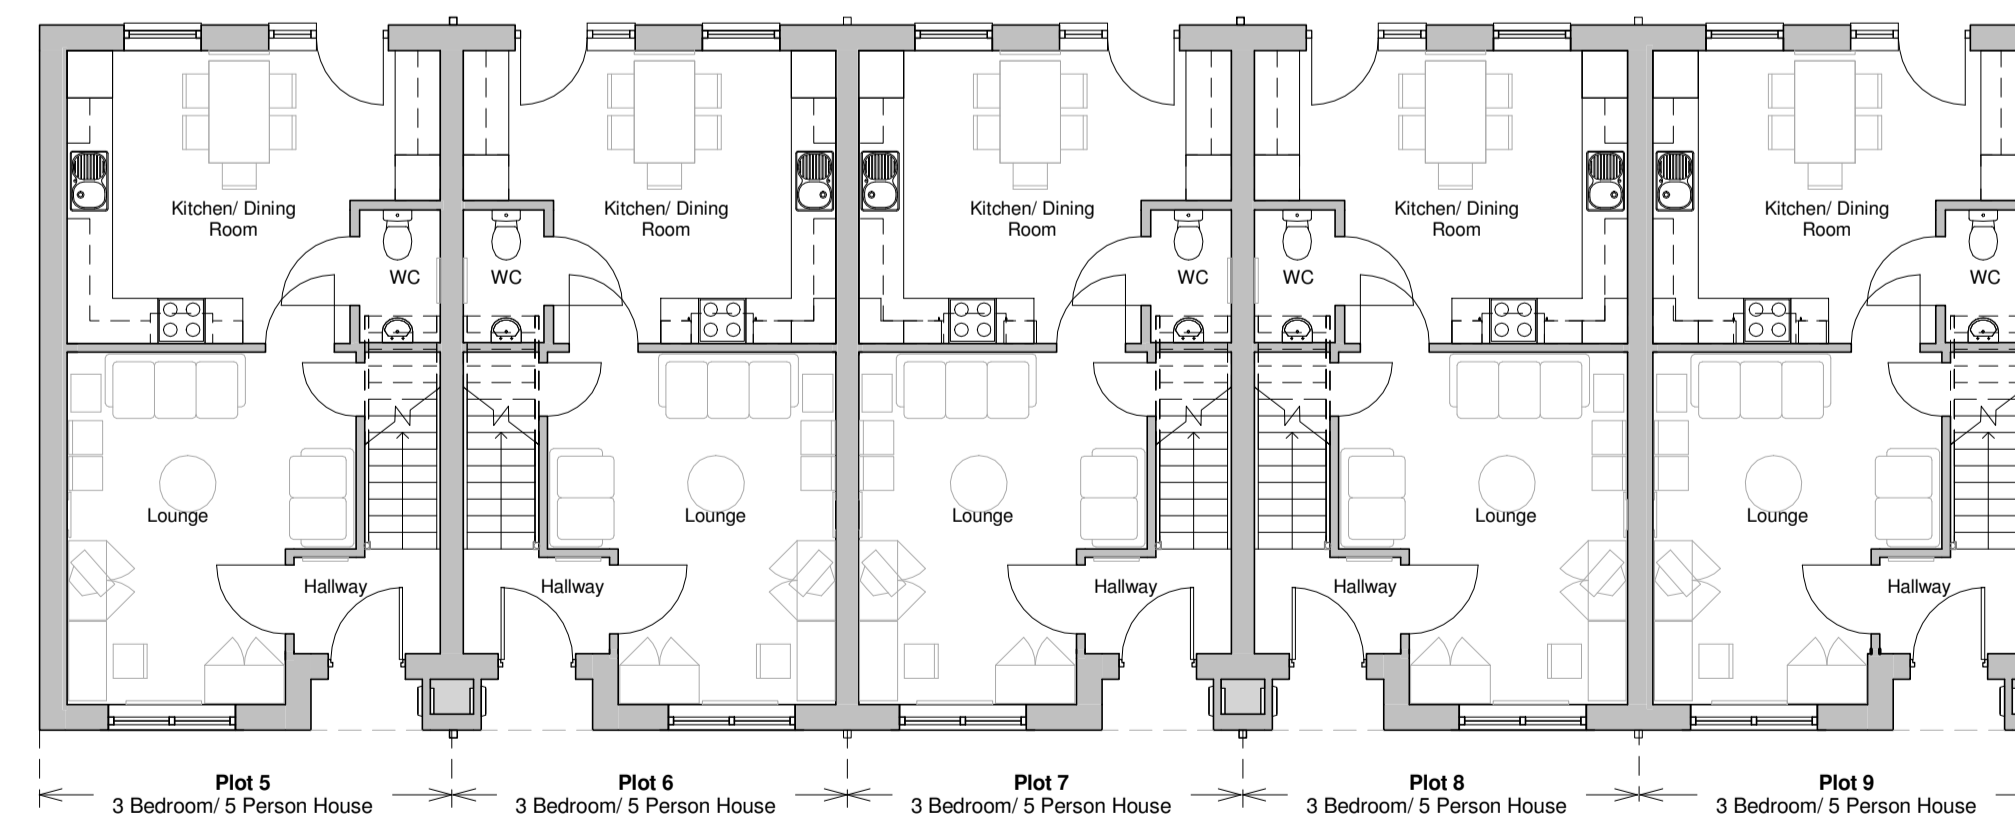 Kitchen/ Dining
Room
Kitchen/ Dining
Room
Kitchen/ Dining
Room
Kitchen/ Dining
Room
Kitchen/ Dining
Room
WC
WC
WC
WC
WC
Lounge
Lounge
Lounge
Lounge
Lounge
Hallway
Hallway
Hallway
Hallway
Hallway
Plot 5
3 Bedroom/ 5 Person House
Plot 6
3 Bedroom/ 5 Person House
Plot 7
3 Bedroom/ 5 Person House
Plot 8
3 Bedroom/ 5 Person House
Plot 9
3 Bedroom/ 5 Person House